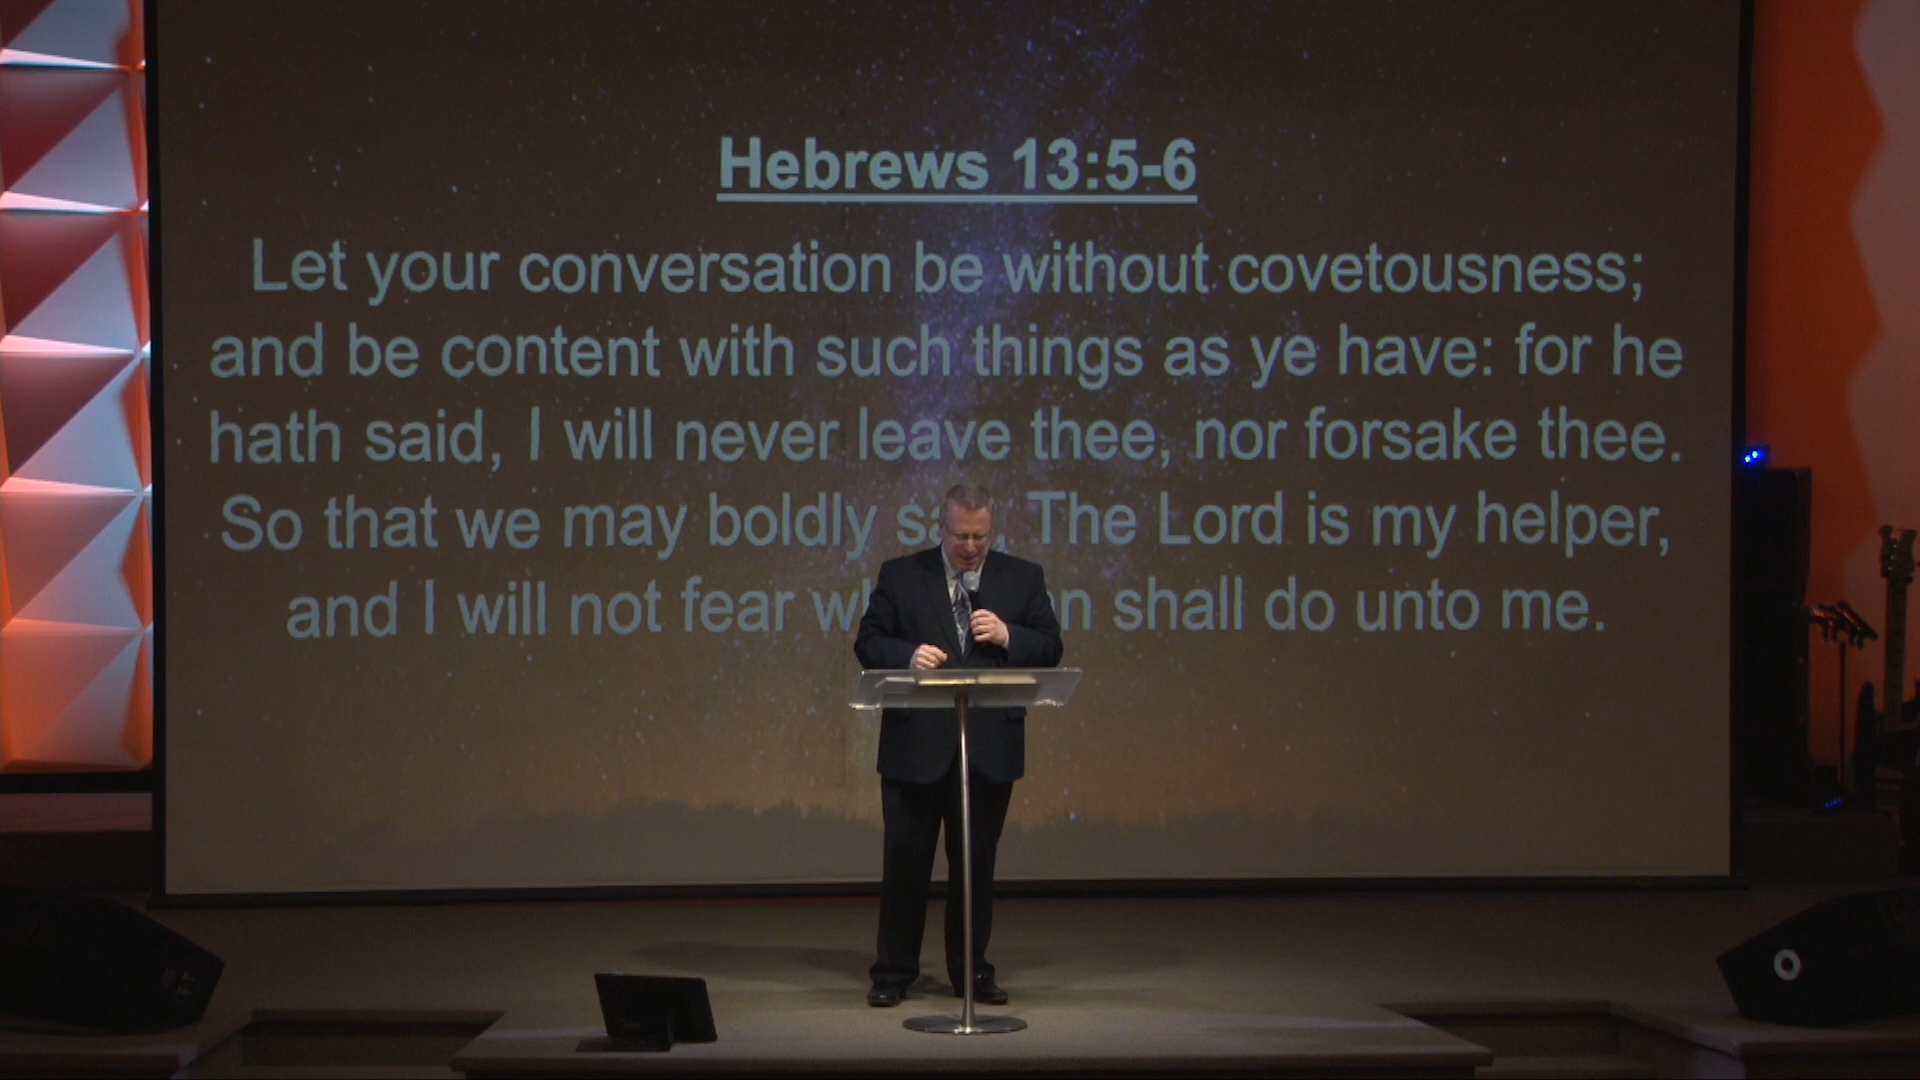 Hebrews 13:5-6
Let your conversation be without covetousness;
and be content with such things as ye have: for he
hath said, I will never leave thee, nor forsake thee.
So that we may boldly The Lord is my helper,
and I will not fear shall do unto me.